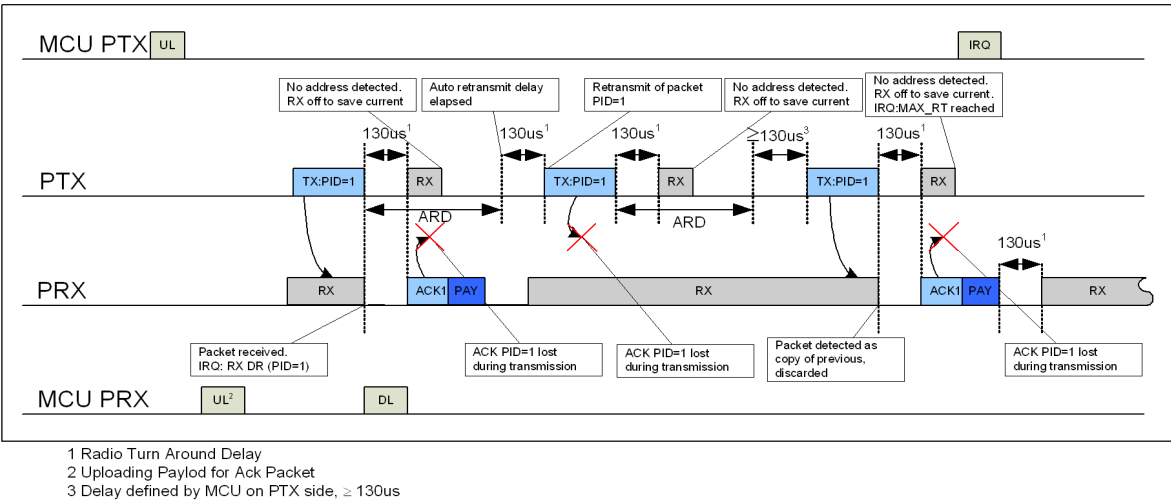 MCU PTX
UL
IRQ
No address detected.
RX off to save current
Auto retransmit delay
elapsed
Retransmit of packet
PID=1
No address detected.
RX off to save current
No address detected.
RX off to save current.
IRQ:MAX_RT reached
130us1
130us1
130us1
≥130us3
130us1
PTX
TX:PID=1
RX
TX:PID=1
RX
TX:PID=1
RX
ARD
ARD
130us1
PRX
RX
ACK1
PAY
RX
ACK1
PAY
RX
Packet received.
IRQ: RX DR (PID=1)
ACK PID=1 lost
during transmission
ACK PID=1 lost
during transmission
Packet detected as
copy of previous,
discarded
ACK PID=1 lost
during transmission
MCU PRX
UL2
DL
1 Radio Turn Around Delay
2 Uploading Paylod for Ack Packet
3 Delay defined by MCU on PTX side, ≥ 130us